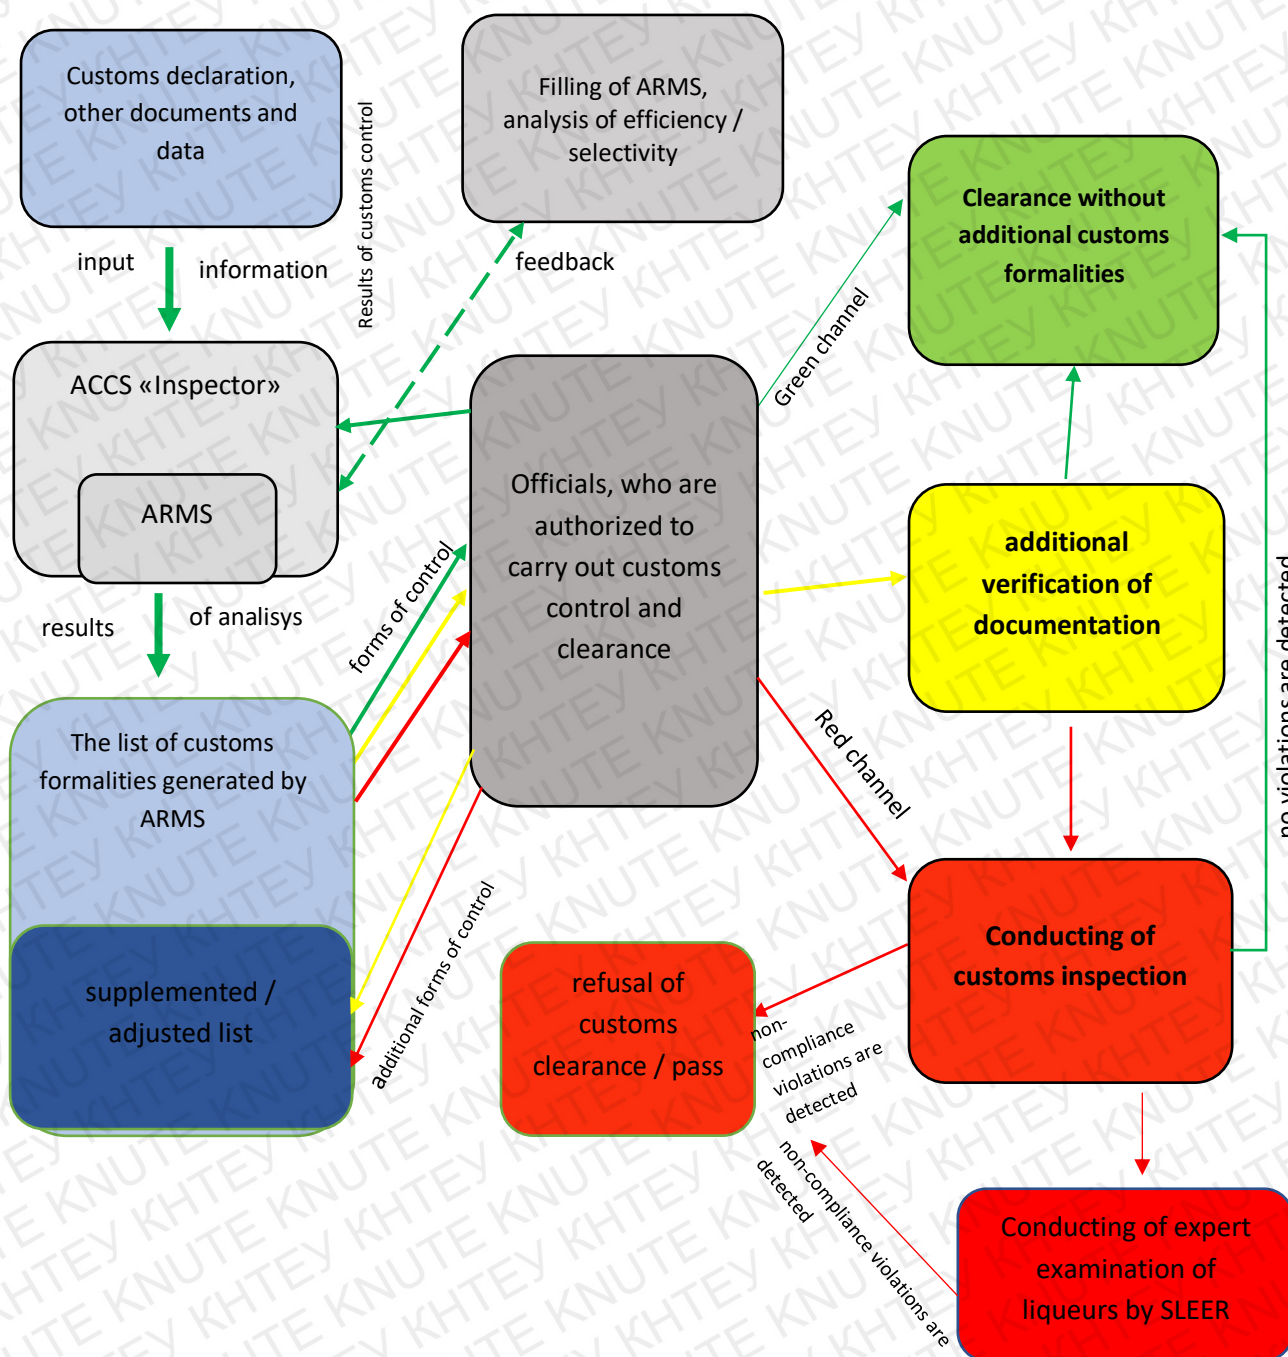 Customs declaration,
other documents and
data
Filling of ARMS,
analysis of efficiency /
selectivity
Results of customs control
Clearance without
additional customs
formalities
input
information
feedback
Green channel
ACCS «Inspector»
ARMS
Officials, who are
authorized to
carry out customs
control and
clearance
additional
verification of
documentation
no violations are detected
results
of analisys
forms of control
The list of customs
formalities generated by
ARMS
Red channel
supplemented /
adjusted list
additional forms of control
refusal of
customs
clearance / pass
Conducting of
customs inspection
non-
compliance
violations are
detected
non-compliance violations are
detected
Conducting of expert
examination of
liqueurs by SLEER
KNUTE КНТЕУ KNUTE КНТЕУ